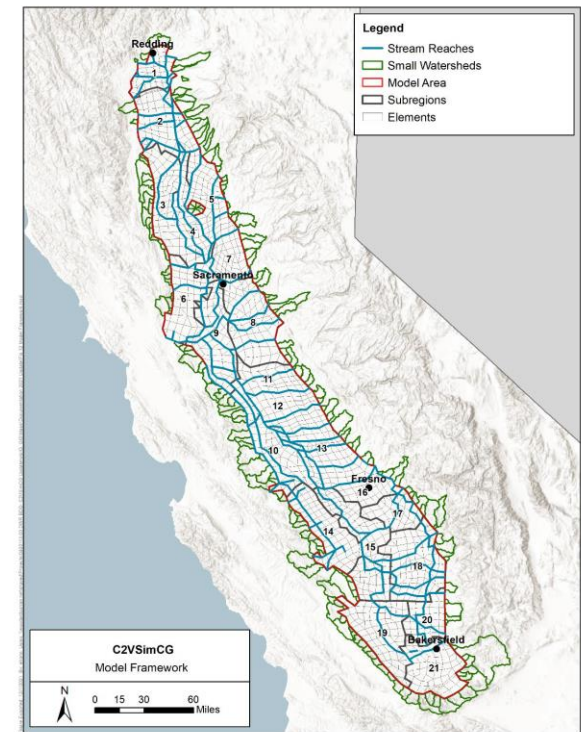 Legend
Stream Reaches
Small Watersheds
Model Area
Subregions
Elements
Redding
1
2
3
5
4
7
Sacramento
6
8
9
11
12
10
13
Fresno
16
17
14
15
18
20
19
Bakersfield
21
C2VSimCG
Model Framework
N
0 15 30 60
Miles